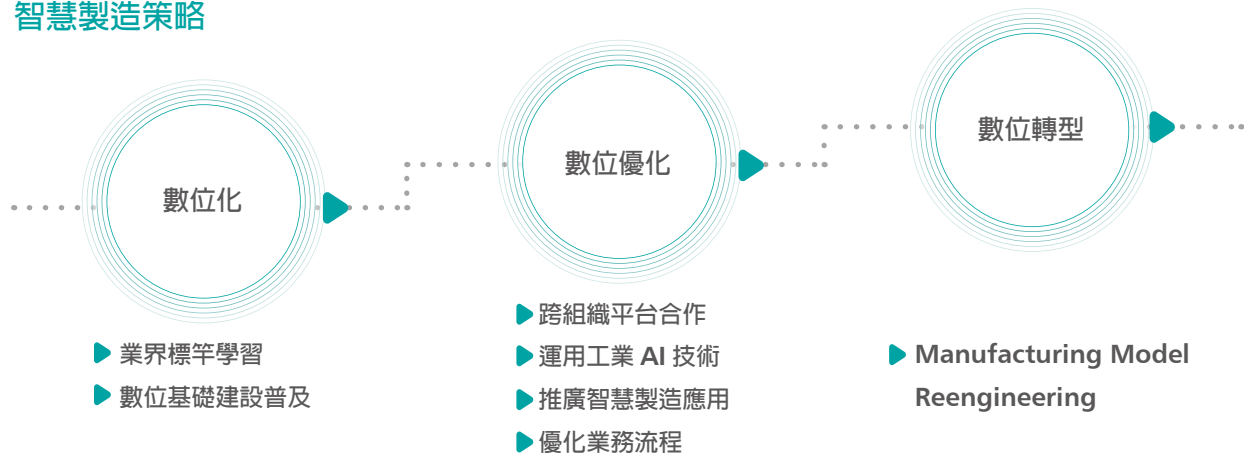 智慧製造策略
數位化
業界標竿學習
數位基礎建設普及
數位優化
跨組織平台合作
運用工業 AI 技術
推廣智慧製造應用
優化業務流程
數位轉型
Manufacturing Model
Reengineering